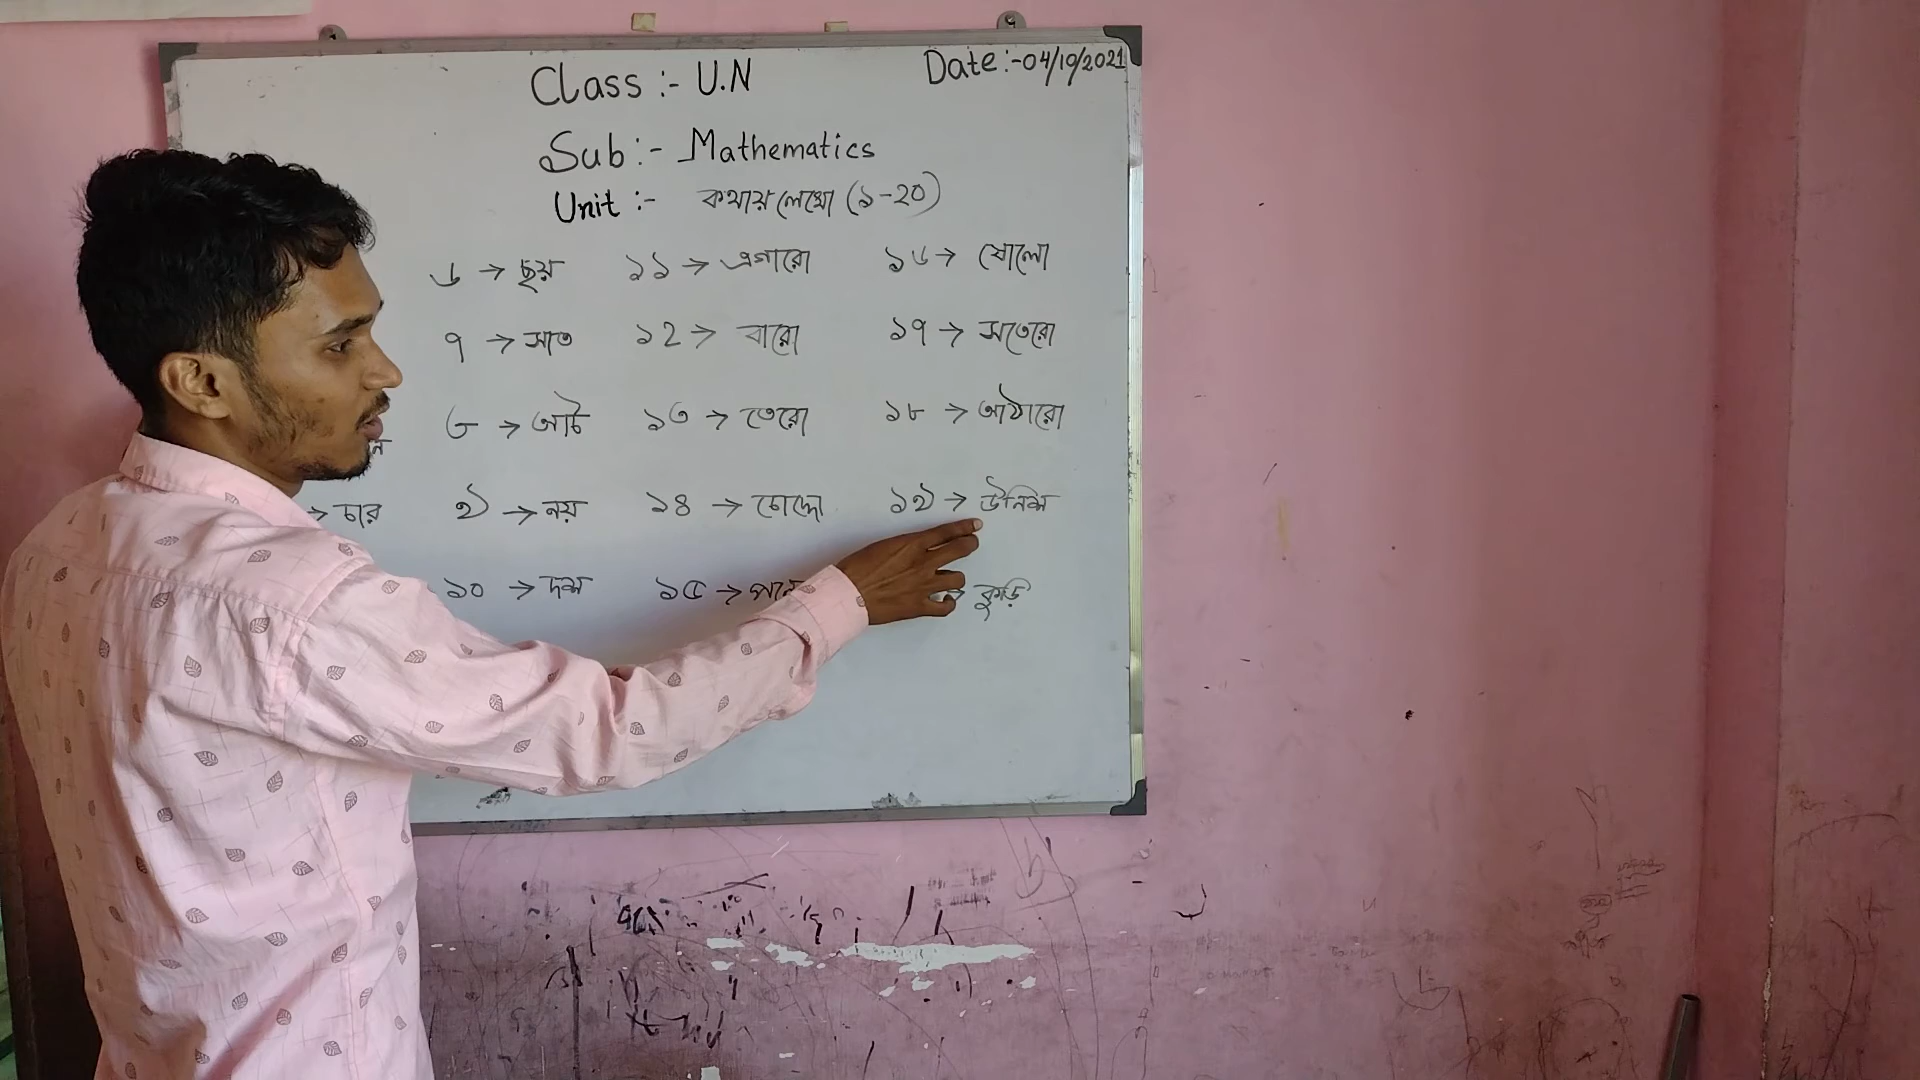 Class :- U.N
Date :- 04/10/2021
Sub :- Mathematics
Unit :- কথায় লেখো (১-২০)
৬ → ছয় ১১ → এগারো ১৬ → ষোলো
৭ → সাত ১২ → বারো ১৭ → সতেরো
৮ → আট ১৩ → তেরো ১৮ → আঠারো
→ চার ৯ → নয় ১৪ → চোদ্দো ১৯ → উনিশ
১০ → দশ ১৫ → → কুড়ি